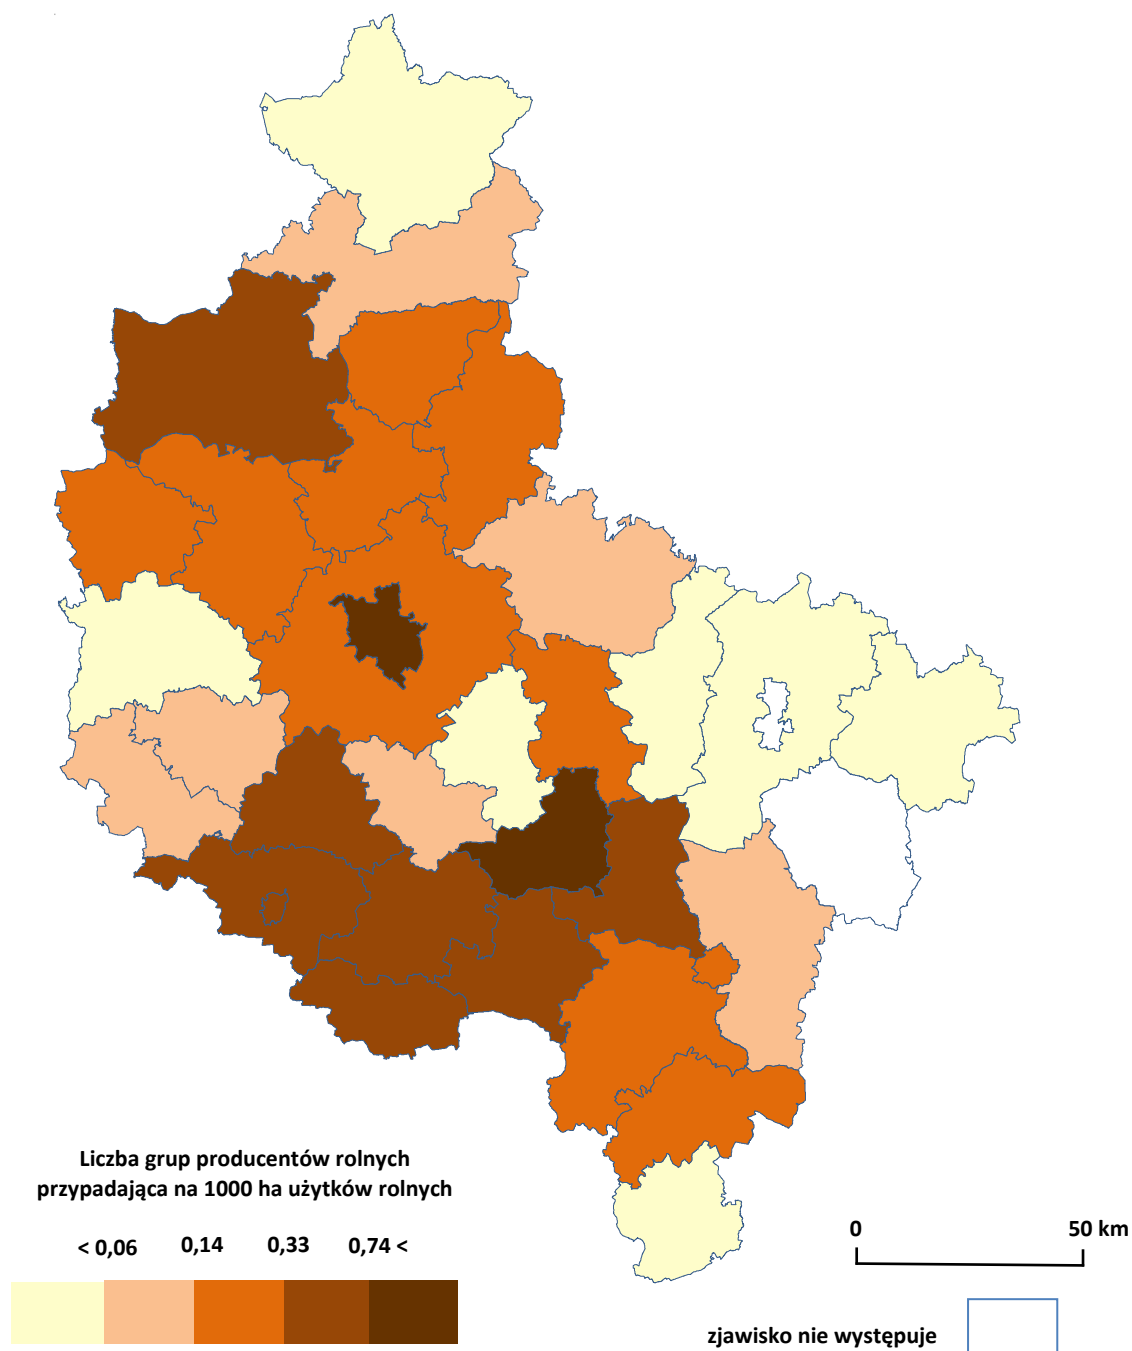 Liczba grup producentów rolnych
przypadająca na 1000 ha użytków rolnych
< 0,06 0,14 0,33 0,74 <
0 50 km
zjawisko nie występuje